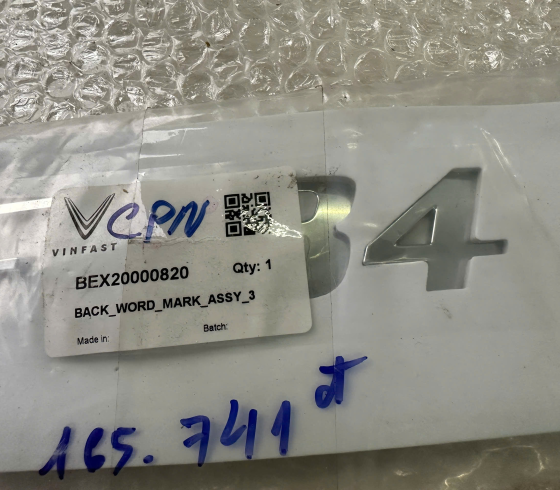 CPN
VINFAST
BEX20000820 Qty: 1
BACK_WORD_MARK_ASSY_3
Made in: Batch:
4
165.741 đ